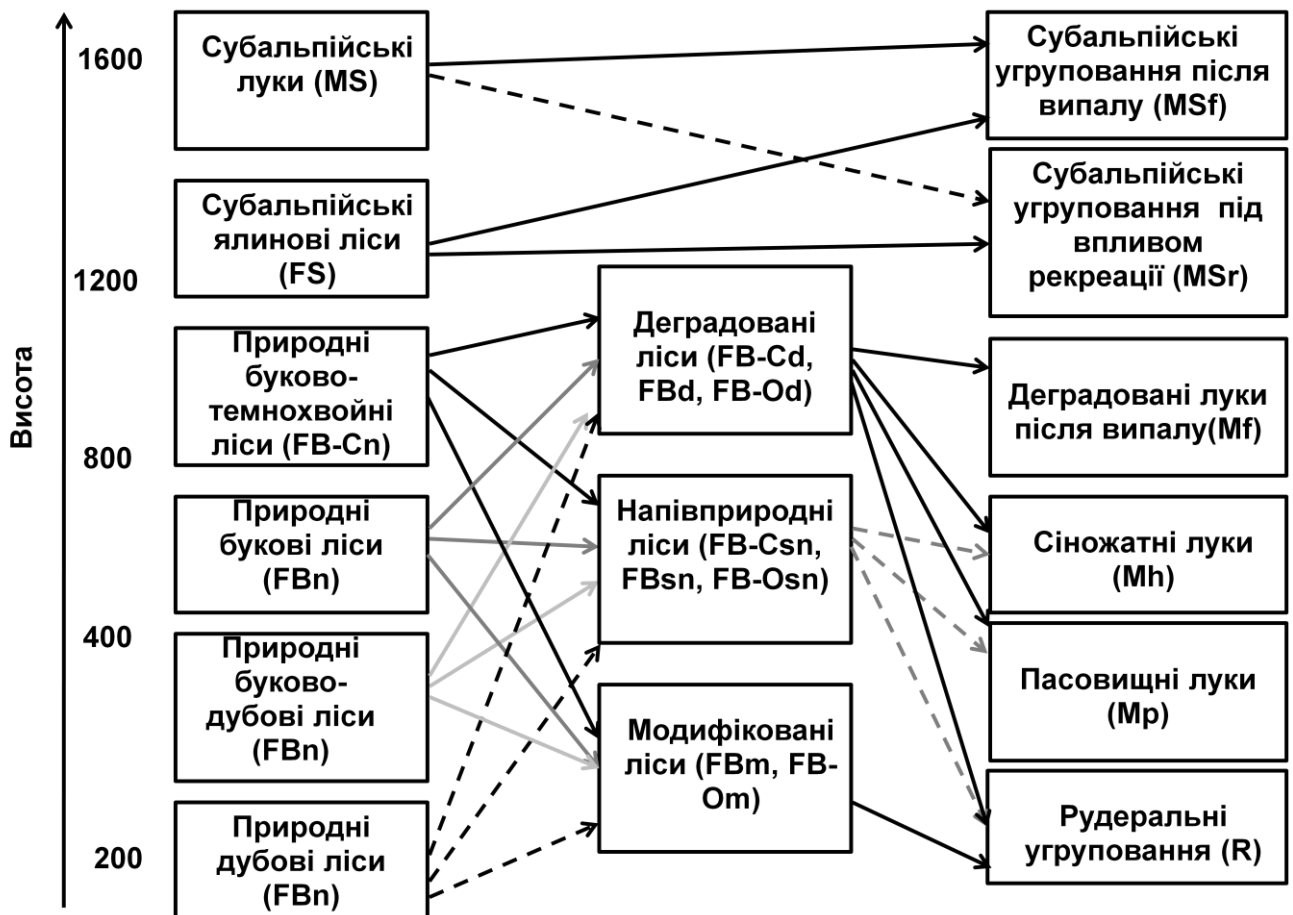 Висота
1600
1200
800
400
200
Субальпійські
луки (MS)
Субальпійські
ялинові ліси
(FS)
Природні
буково-
темнохвойні
ліси (FB-Cn)
Природні
букові ліси
(FBn)
Природні
буково-
дубові ліси
(FBn)
Природні
дубові ліси
(FBn)
Деградовані
ліси (FB-Cd,
FBd, FB-Od)
Напівприродні
ліси (FB-Csn,
FBsn, FB-Osn)
Модифіковані
ліси (FBm, FB-
Om)
Субальпійські
угруповання після
випалу (MSf)
Субальпійські
угруповання під
впливом
рекреації (MSr)
Деградовані луки
після випалу(Mf)
Сіножатні луки
(Mh)
Пасовищні луки
(Mp)
Рудеральні
угруповання (R)